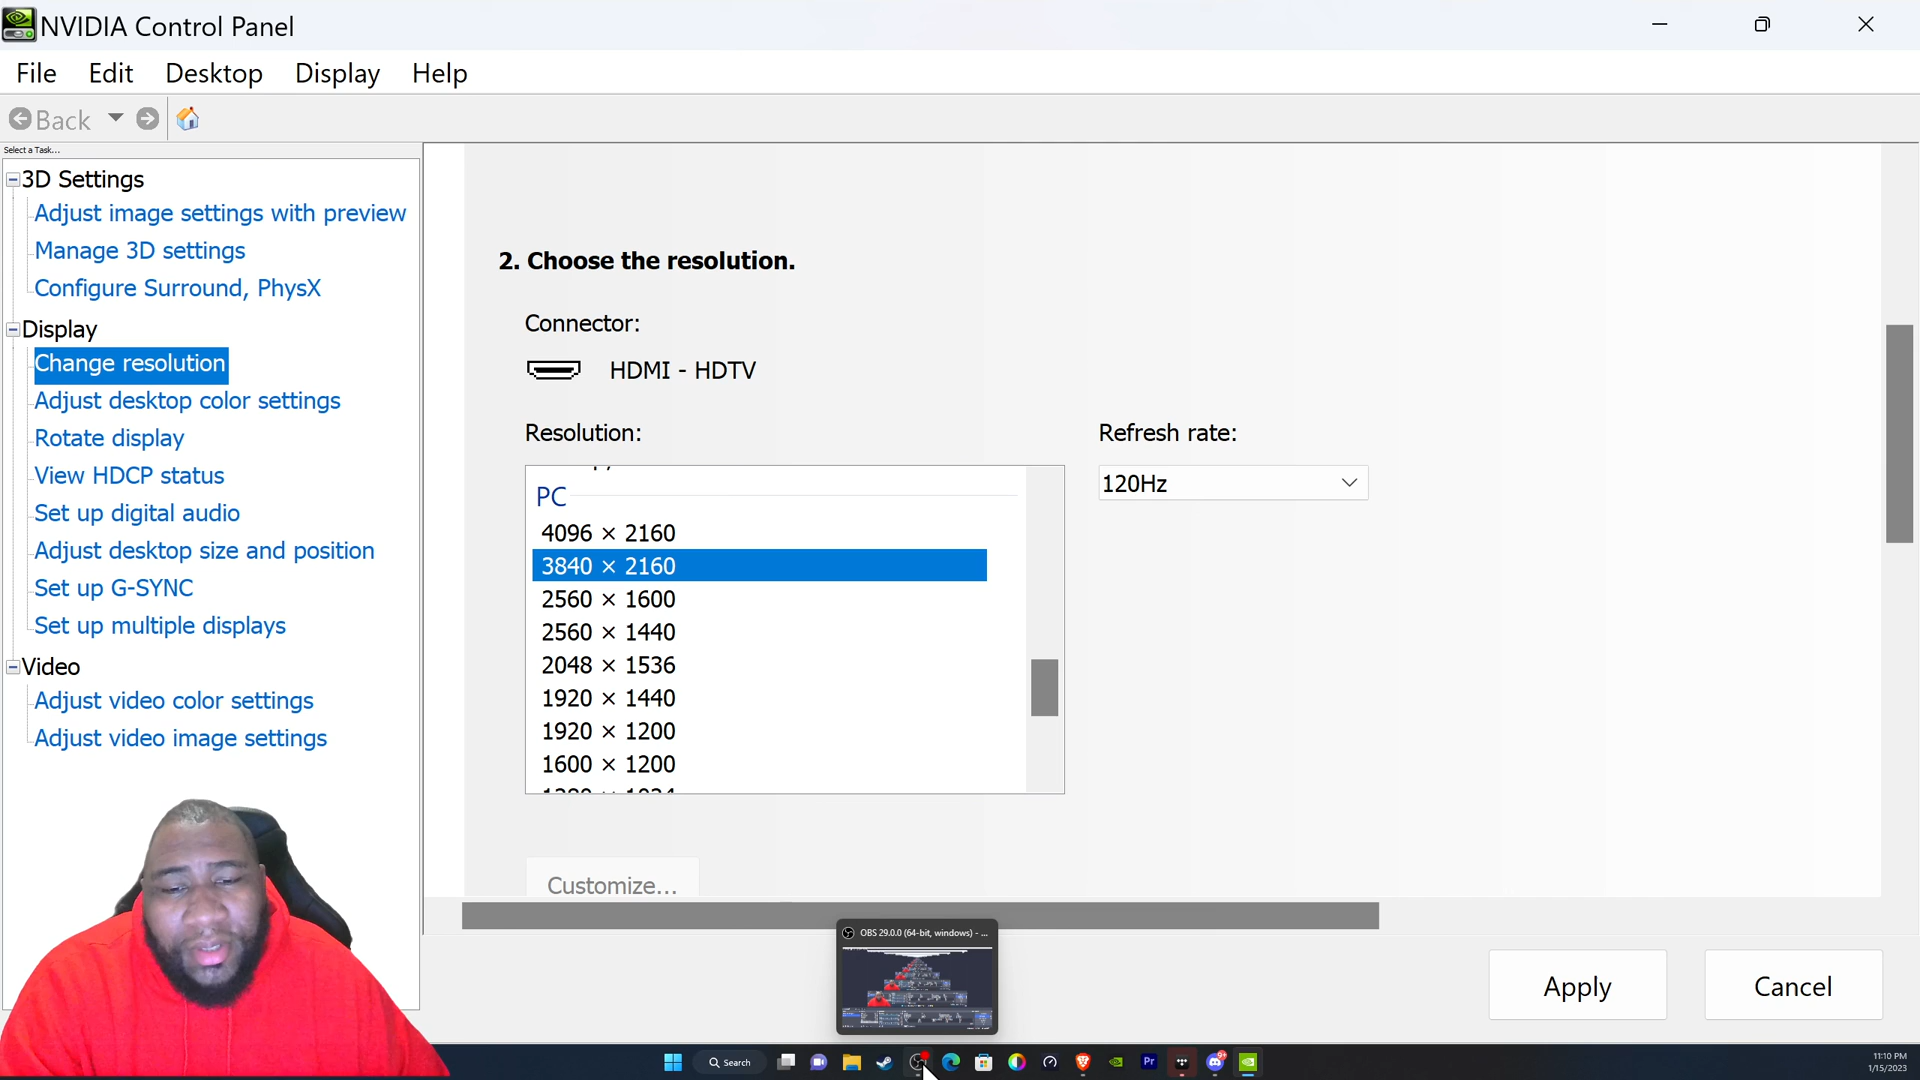 NVIDIA Control Panel
File Edit Desktop Display Help
Back
Select a Task...
3D Settings
Adjust image settings with preview
Manage 3D settings
Configure Surround, PhysX
Display
Change resolution
Adjust desktop color settings
Rotate display
View HDCP status
Set up digital audio
Adjust desktop size and position
Set up G-SYNC
Set up multiple displays
Video
Adjust video color settings
Adjust video image settings
2. Choose the resolution.
Connector:
HDMI - HDTV
Resolution:
PC
4096 × 2160
3840 × 2160
2560 × 1600
2560 × 1440
2048 × 1536
1920 × 1440
1920 × 1200
1600 × 1200
Refresh rate:
120Hz
Customize...
OBS 29.0.0 (64-bit, windows) - ...
Apply
Cancel
Search
Pr
9+
11:10 PM
1/15/2023